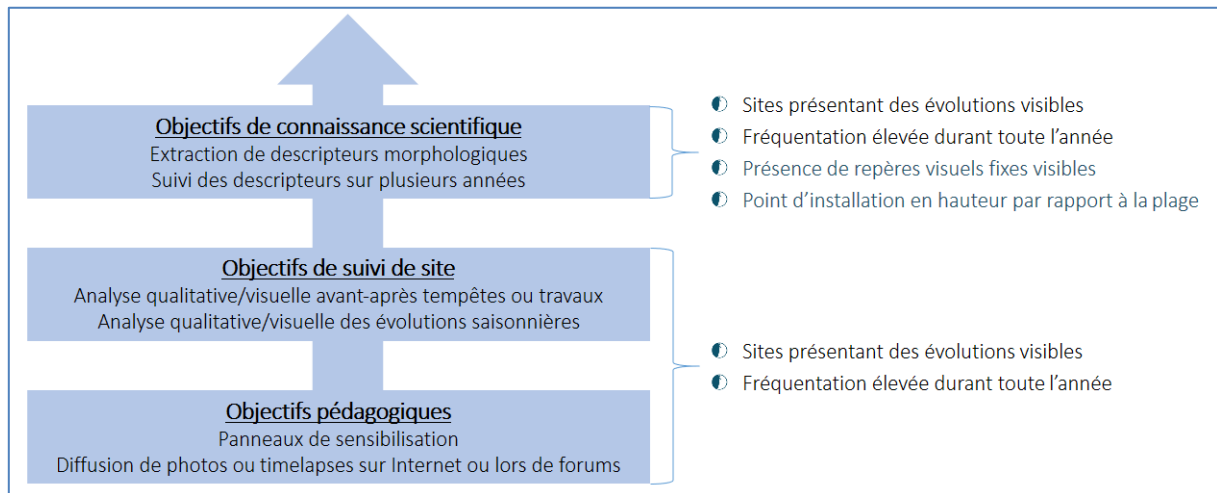 Objectifs de connaissance scientifique
Extraction de descripteurs morphologiques
Suivi des descripteurs sur plusieurs années
Sites présentant des évolutions visibles
Fréquentation élevée durant toute l’année
Présence de repères visuels fixes visibles
Point d’installation en hauteur par rapport à la plage
Objectifs de suivi de site
Analyse qualitative/visuelle avant-après tempêtes ou travaux
Analyse qualitative/visuelle des évolutions saisonnières
Objectifs pédagogiques
Panneaux de sensibilisation
Diffusion de photos ou timelapses sur Internet ou lors de forums
Sites présentant des évolutions visibles
Fréquentation élevée durant toute l’année